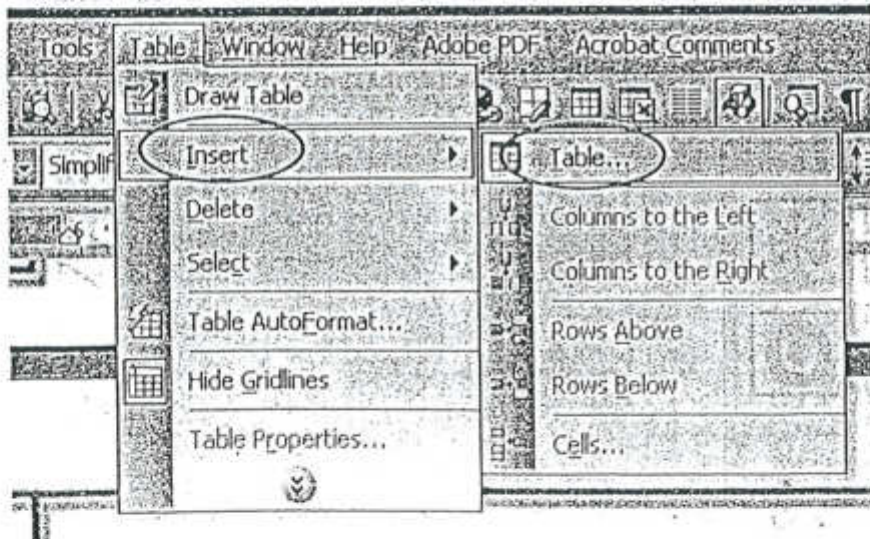 Tools Table Window Help Adobe PDF Acrobat Comments
Draw Table
Simplif
Insert
Table...
Delete
Select
Columns to the Left
Columns to the Right
Table AutoFormat...
Rows Above
Hide Gridlines
Rows Below
Table Properties...
Cells...